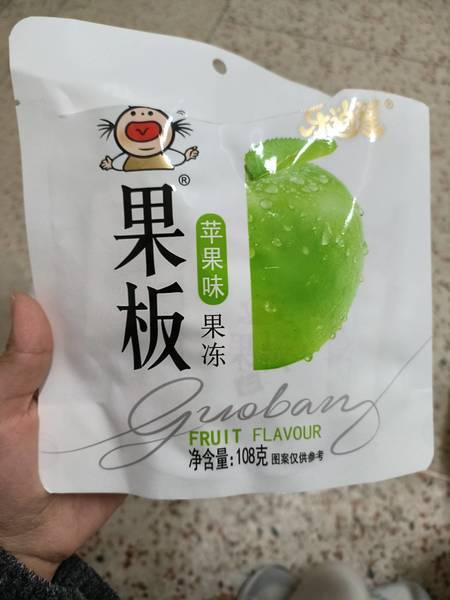 果板®
苹果味
果冻
guoban
FRUIT FLAVOUR
净含量:108克 图案仅供参考